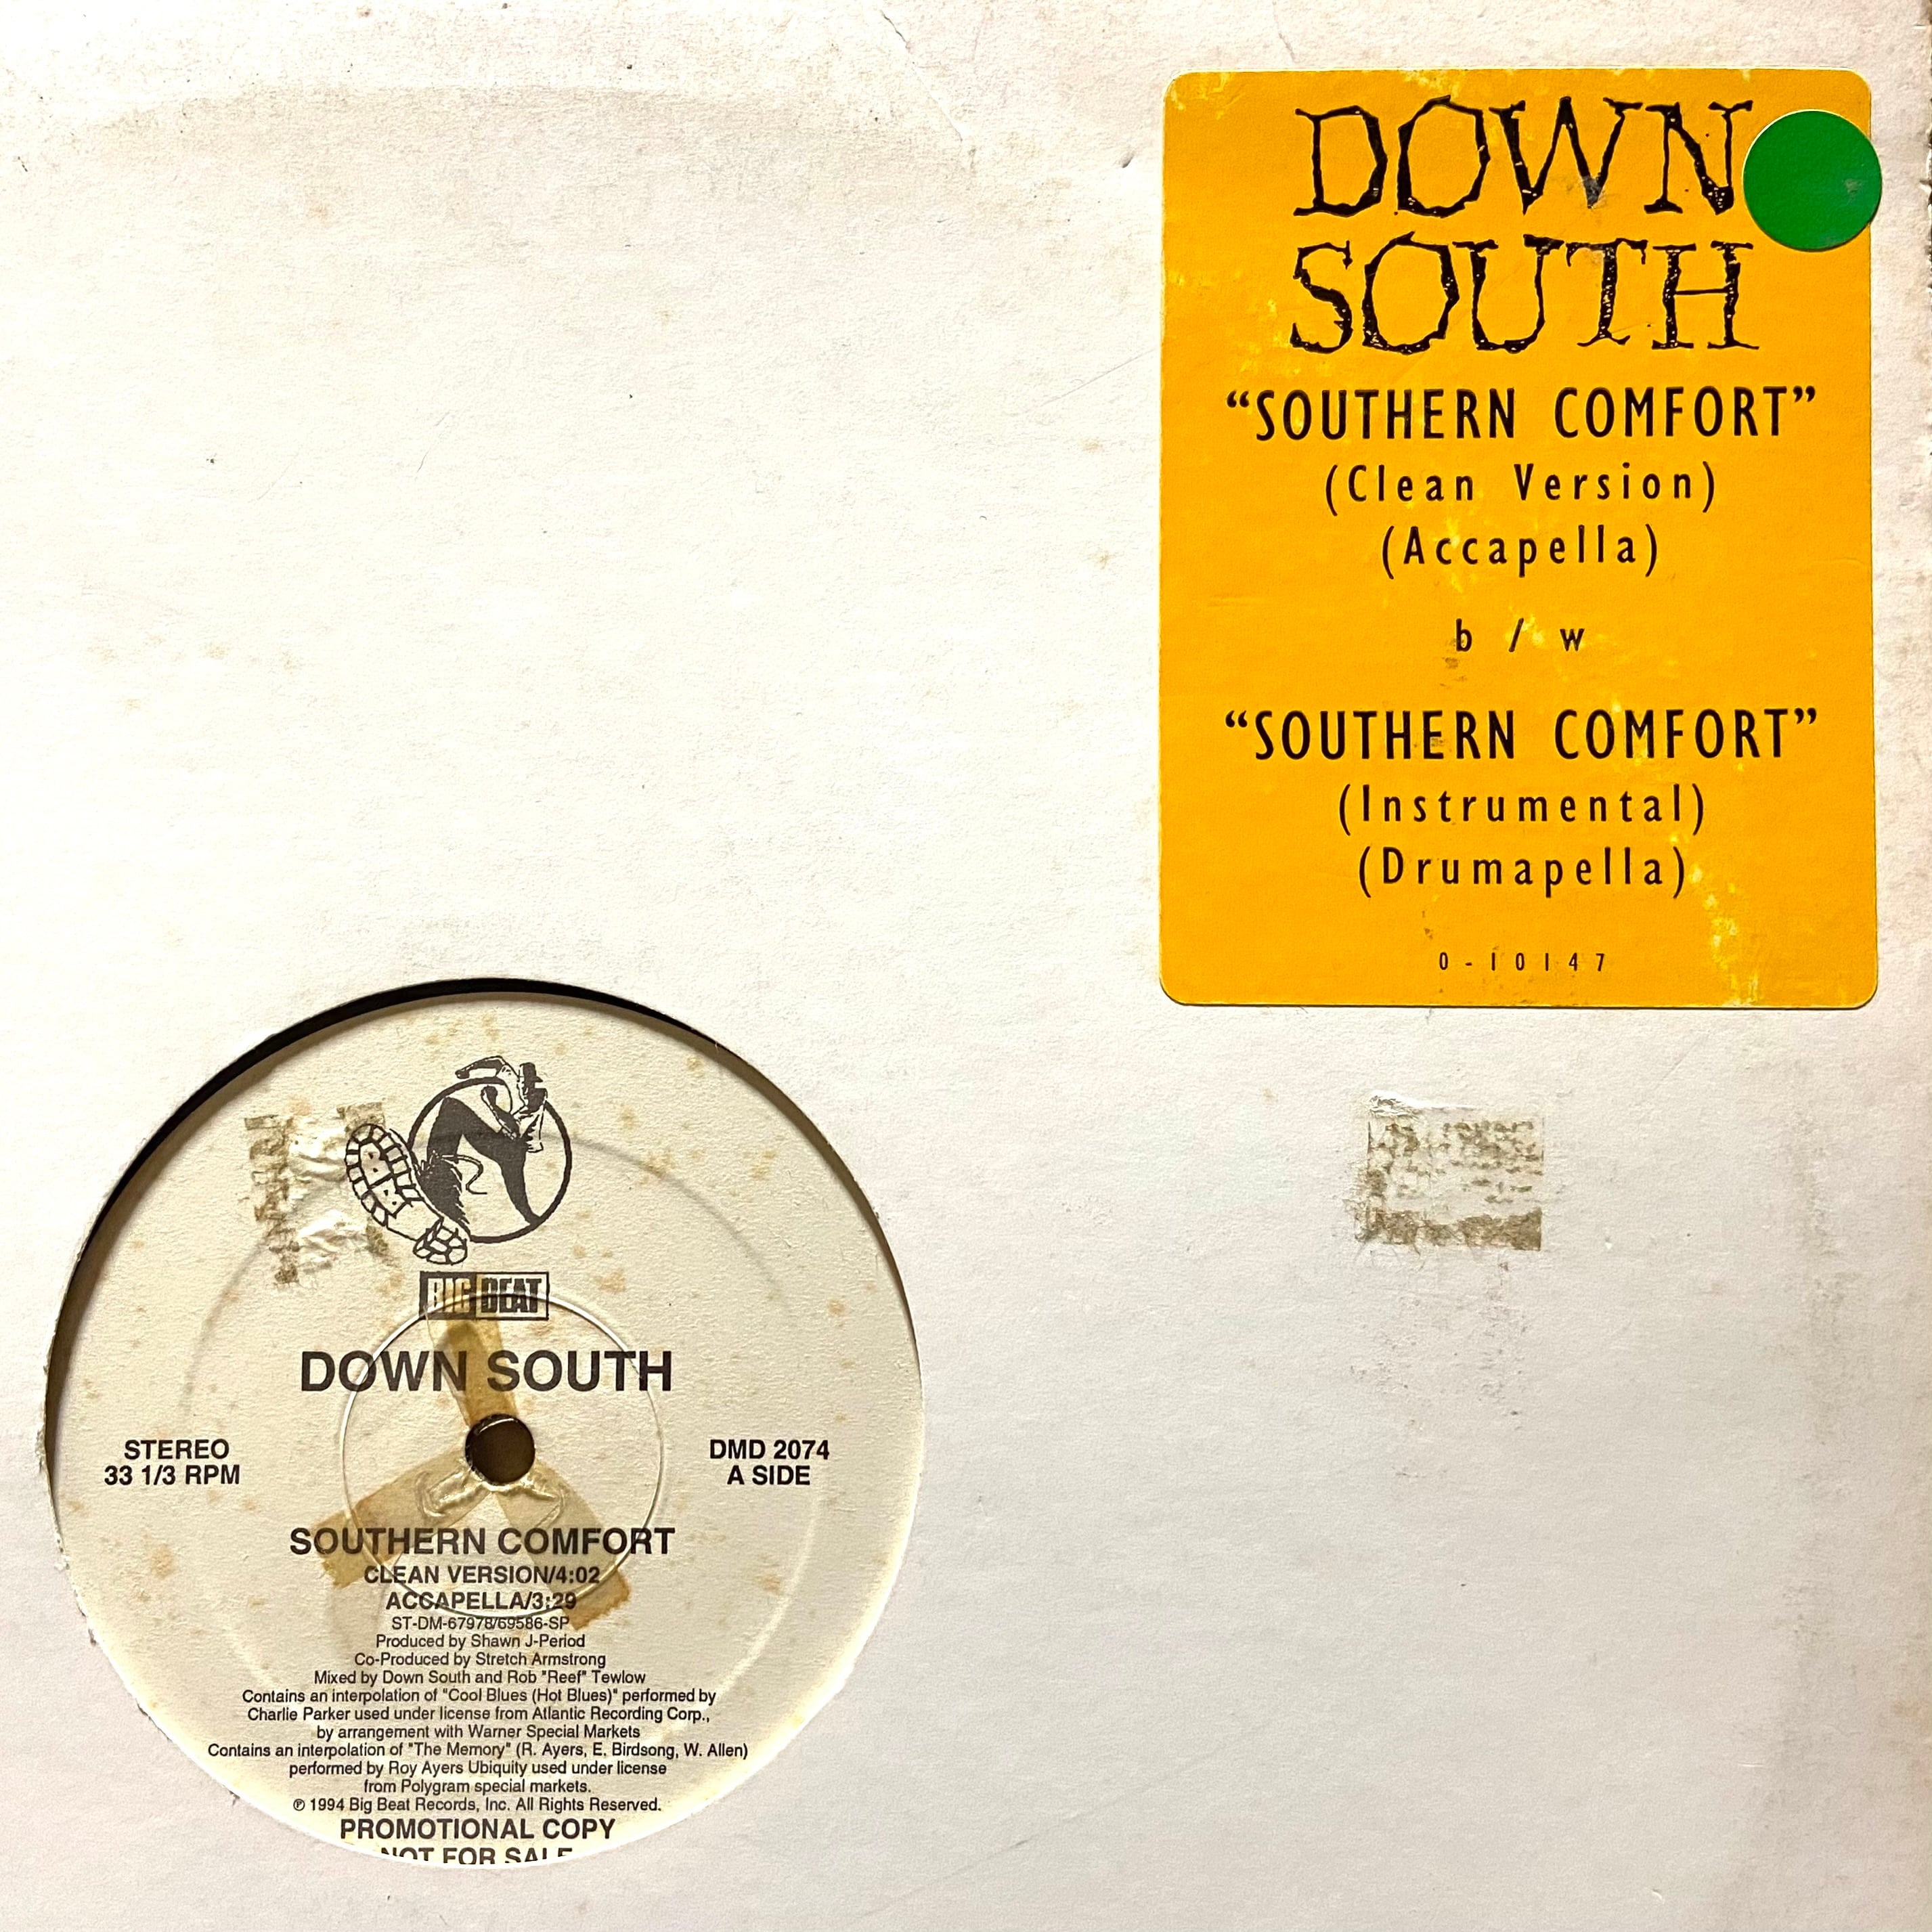 DOWN
SOUTH
“SOUTHERN COMFORT”
(Clean Version)
(Accapella)
b/w
“SOUTHERN COMFORT”
(Instrumental)
(Drumapella)
0-10147
BIG BEAT
DOWN SOUTH
STEREO
33 1/3 RPM
DMD 2074
A SIDE
SOUTHERN COMFORT
CLEAN VERSION/4:02
ACCAPELLA/3:29
ST-DM-67978/69586-SP
Produced by Shawn J-Period
Co-Produced by Stretch Armstrong
Mixed by Down South and Rob "Reef" Tewlow
Contains an interpolation of "Cool Blues (Hot Blues)" performed by
Charlie Parker used under license from Atlantic Recording Corp.,
by arrangement with Warner Special Markets
Contains an interpolation of "The Memory" (R. Ayers, E. Birdsong, W. Allen)
performed by Roy Ayers Ubiquity used under license
from Polygram special markets.
℗ 1994 Big Beat Records, Inc. All Rights Reserved.
PROMOTIONAL COPY
NOT FOR SALE